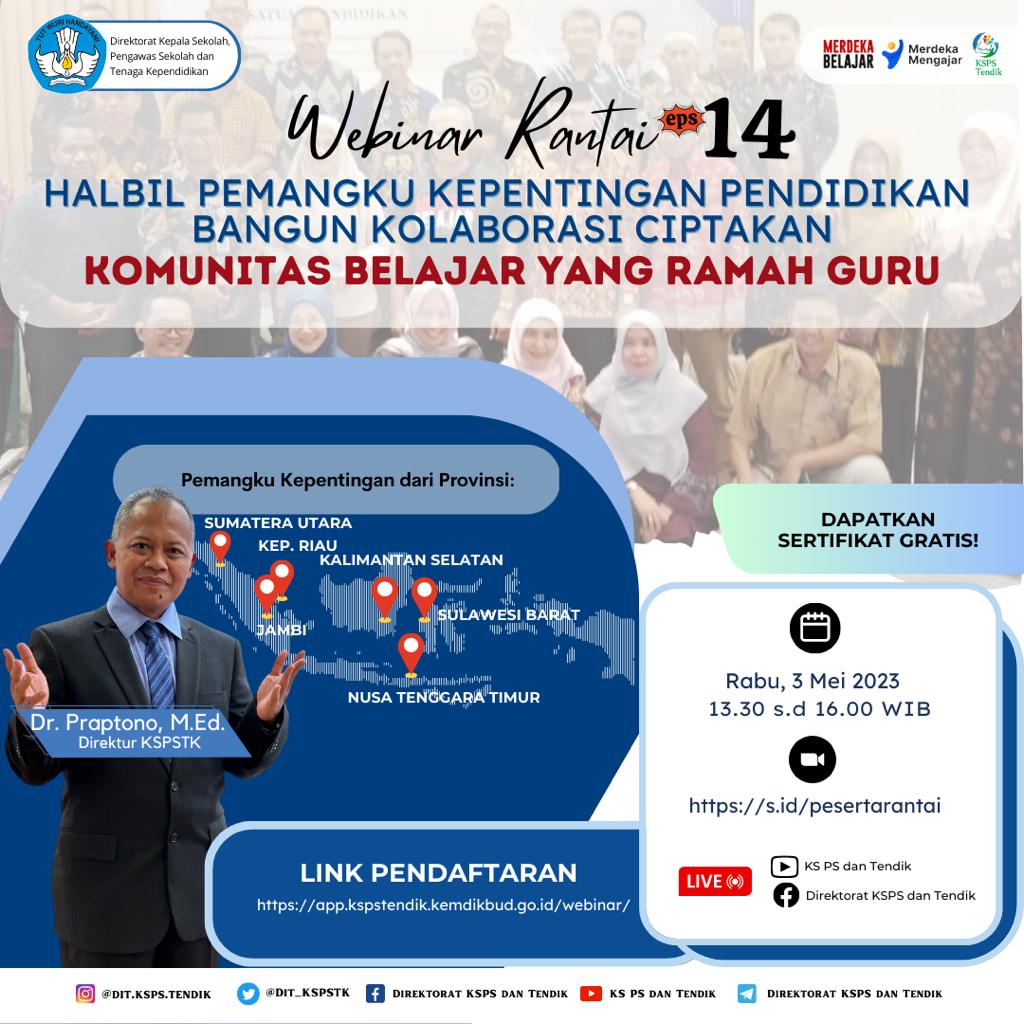 TUT WURI HANDAYANI
Direktorat Kepala Sekolah,
Pengawas Sekolah dan
Tenaga Kependidikan
MERDEKA
BELAJAR
Merdeka
Mengajar
KSPS
Tendik
Webinar Rantai eps 14
HALBIL PEMANGKU KEPENTINGAN PENDIDIKAN
BANGUN KOLABORASI CIPTAKAN
KOMUNITAS BELAJAR YANG RAMAH GURU
Pemangku Kepentingan dari Provinsi:
SUMATERA UTARA
KEP. RIAU
KALIMANTAN SELATAN
SULAWESI BARAT
JAMBI
NUSA TENGGARA TIMUR
Dr. Praptono, M.Ed.
Direktur KSPSTK
DAPATKAN
SERTIFIKAT GRATIS!
Rabu, 3 Mei 2023
13.30 s.d 16.00 WIB
https://s.id/pesertarantai
LIVE
KS PS dan Tendik
Direktorat KSPS dan Tendik
LINK PENDAFTARAN
https://app.kspstendik.kemdikbud.go.id/webinar/
@DIT.KSPS.TENDIK
@DIT_KSPSTK
DIREKTORAT KSPS DAN TENDIK
KS PS DAN TENDIK
DIREKTORAT KSPS DAN TENDIK